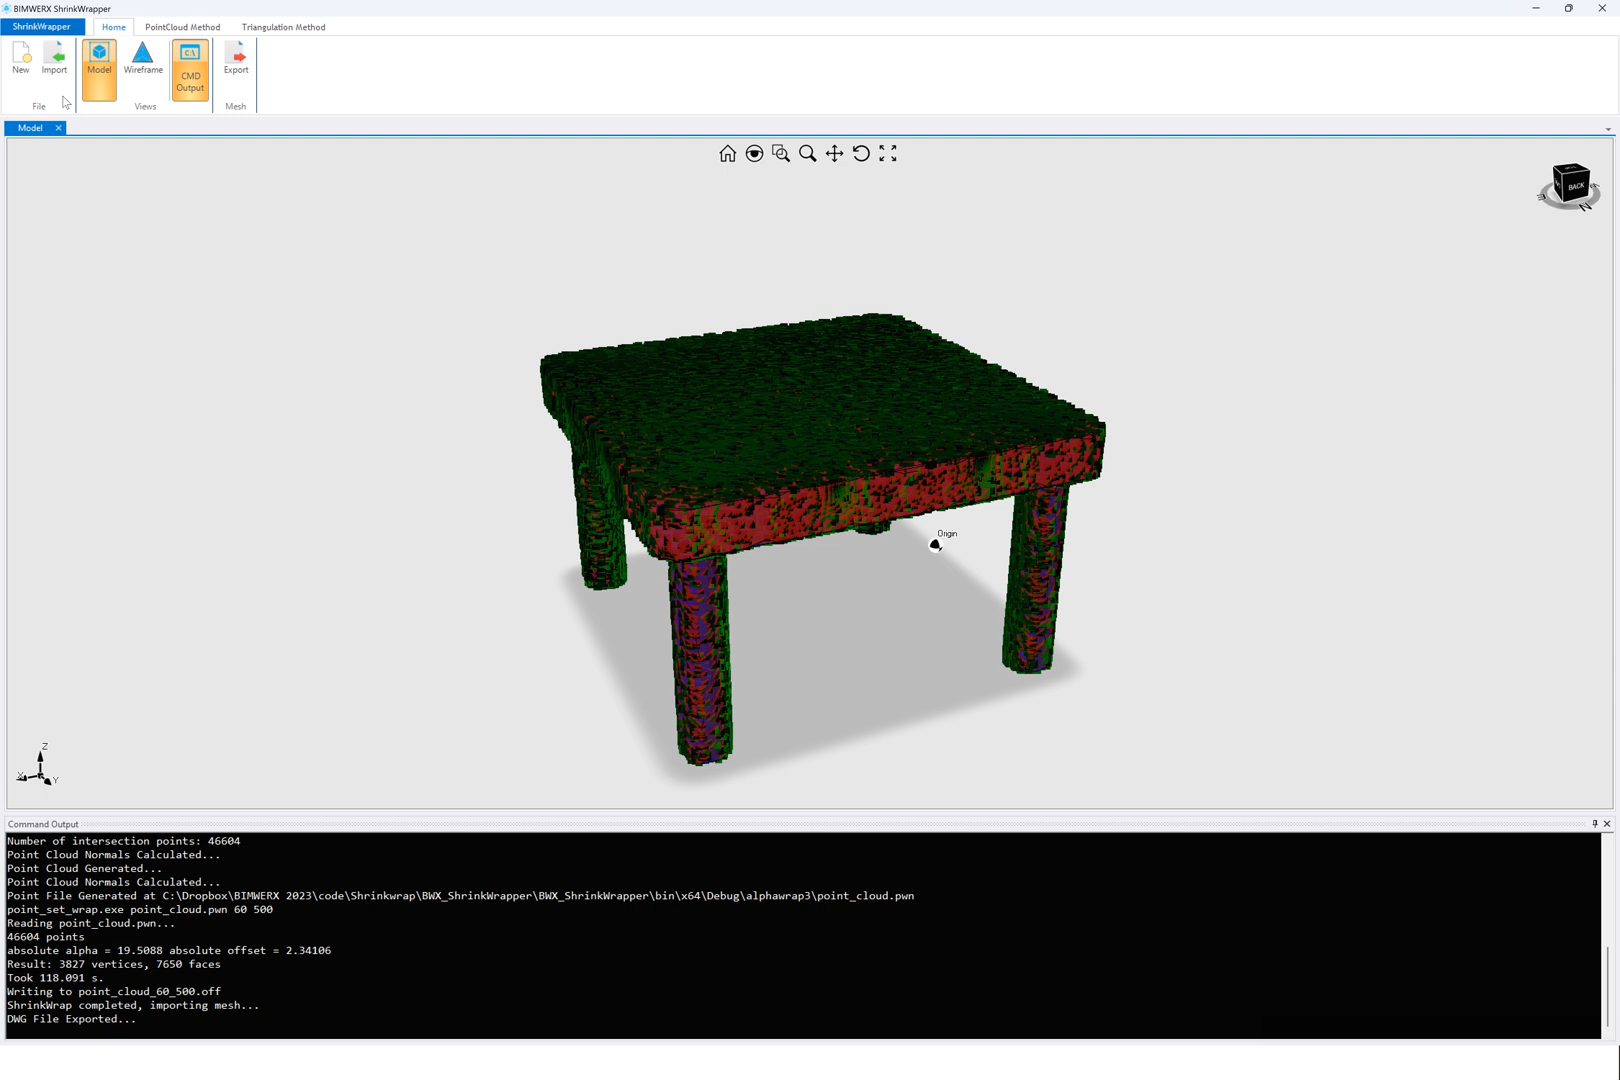 BIMWERX ShrinkWrapper
ShrinkWrapper Home PointCloud Method Triangulation Method
New Import Model Wireframe CMD Output Export
File Views Mesh
Model
BACK
N
Origin
Z
X Y
Command Output
Number of intersection points: 46604
Point Cloud Normals Calculated...
Point Cloud Generated...
Point Cloud Normals Calculated...
Point File Generated at C:\Dropbox\BIMWERX 2023\code\Shrinkwrap\BWX_ShrinkWrapper\BWX_ShrinkWrapper\bin\x64\Debug\alphawrap3\point_cloud.pwn
point_set_wrap.exe point_cloud.pwn 60 500
Reading point_cloud.pwn...
46604 points
absolute alpha = 19.5088 absolute offset = 2.34106
Result: 3827 vertices, 7650 faces
Took 118.091 s.
Writing to point_cloud_60_500.off
ShrinkWrap completed, importing mesh...
DWG File Exported...